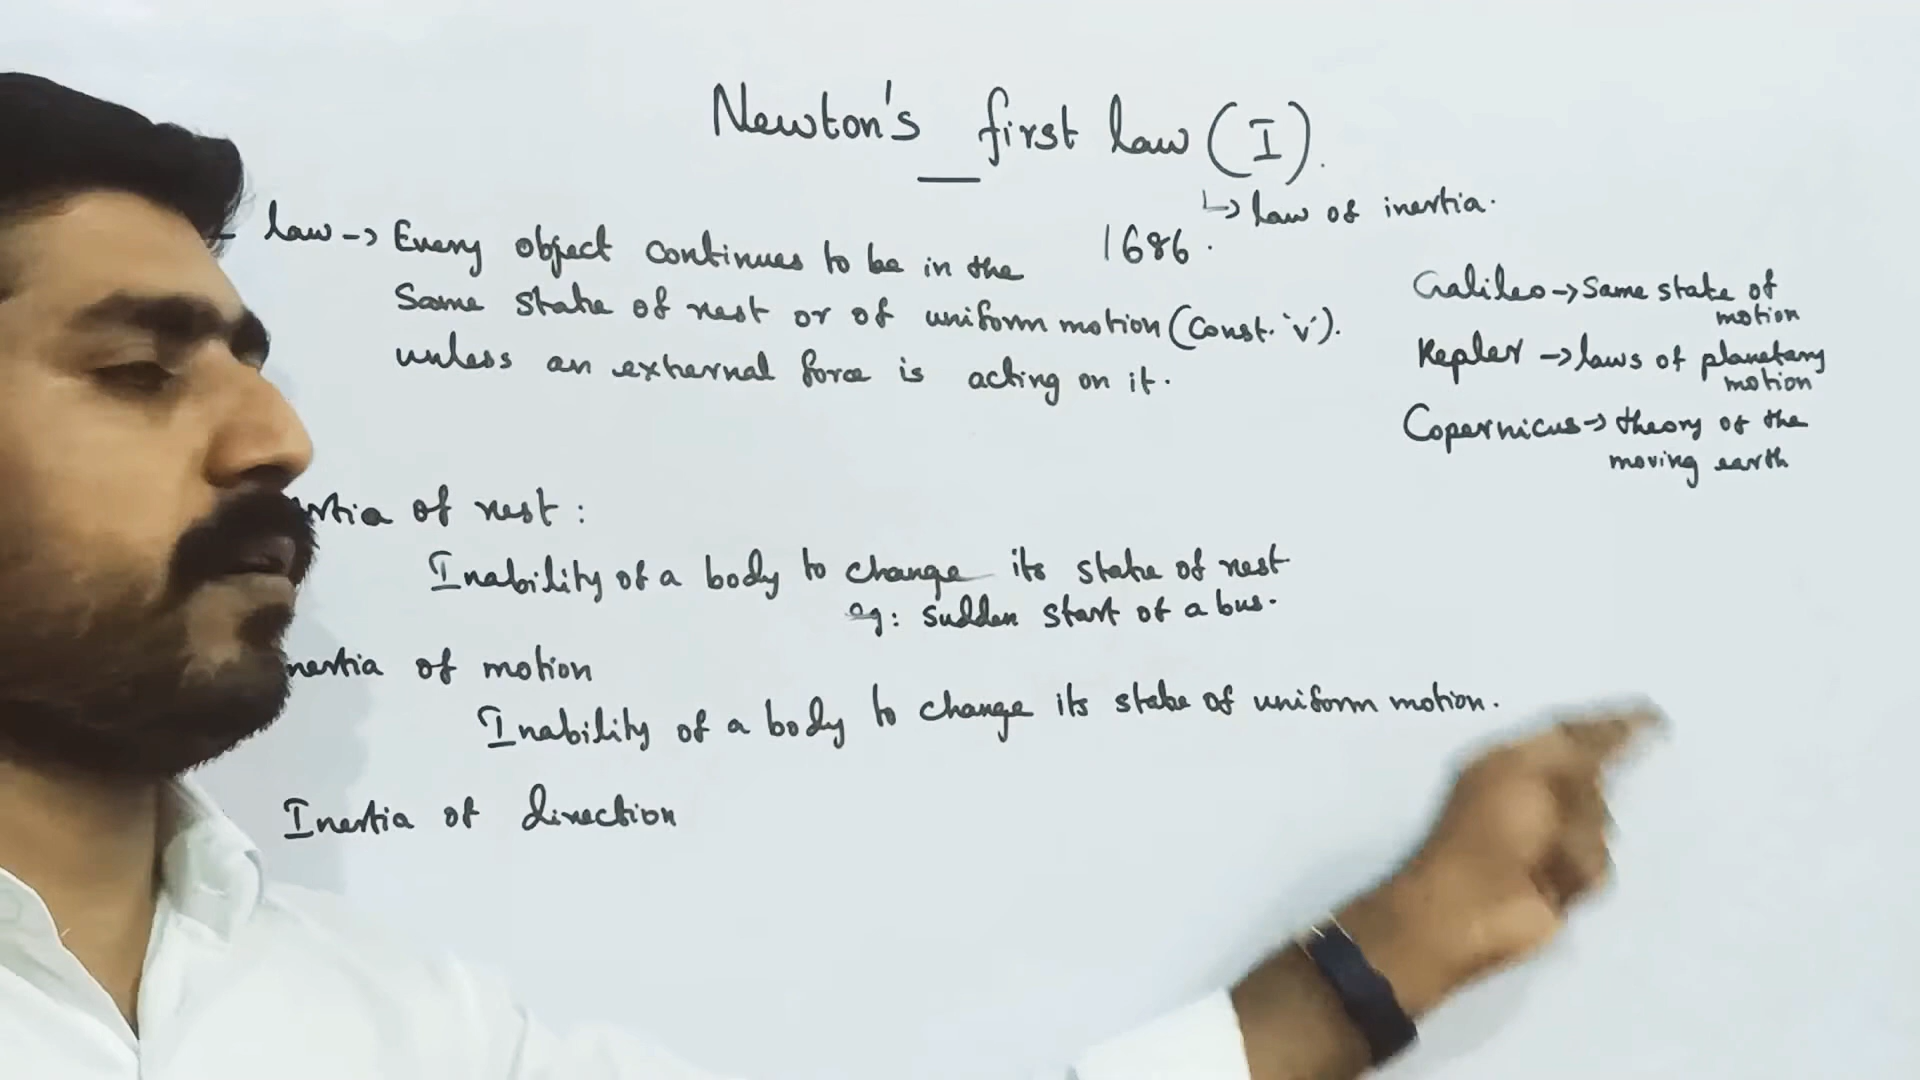 Newton's first law (I).
↳ law of inertia.
law -> Every object continues to be in the
1686.
Same state of rest or of uniform motion (Const. 'v').
unless an external force is acting on it.
Galileo -> Same state of
motion
Kepler -> laws of planetary
motion
Copernicus -> theory of the
moving earth
rtia of rest :
Inability of a body to change its state of rest
eg: sudden start of a bus.
nertia of motion
Inability of a body to change its state of uniform motion.
Inertia of direction